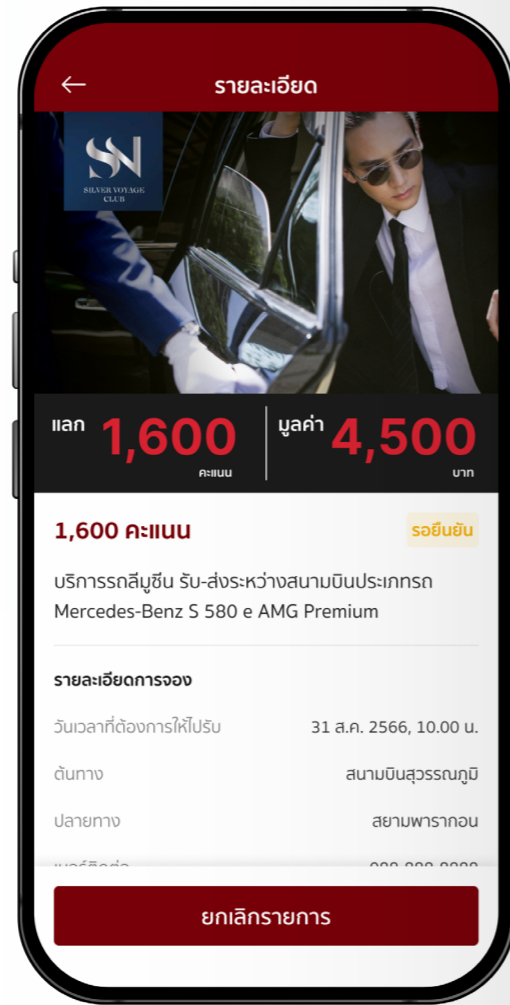 รายละเอียด
SN
SILVER VOYAGE
CLUB
แลก 1,600 คะแนน
มูลค่า 4,500 บาท
1,600 คะแนน
รอยืนยัน
บริการรถลีมูซีน รับ-ส่งระหว่างสนามบินประเภทรถ
Mercedes-Benz S 580 e AMG Premium
รายละเอียดการจอง
วันเวลาที่ต้องการให้ไปรับ 31 ส.ค. 2566, 10.00 น.
ต้นทาง สนามบินสุวรรณภูมิ
ปลายทาง สยามพารากอน
ยกเลิกรายการ